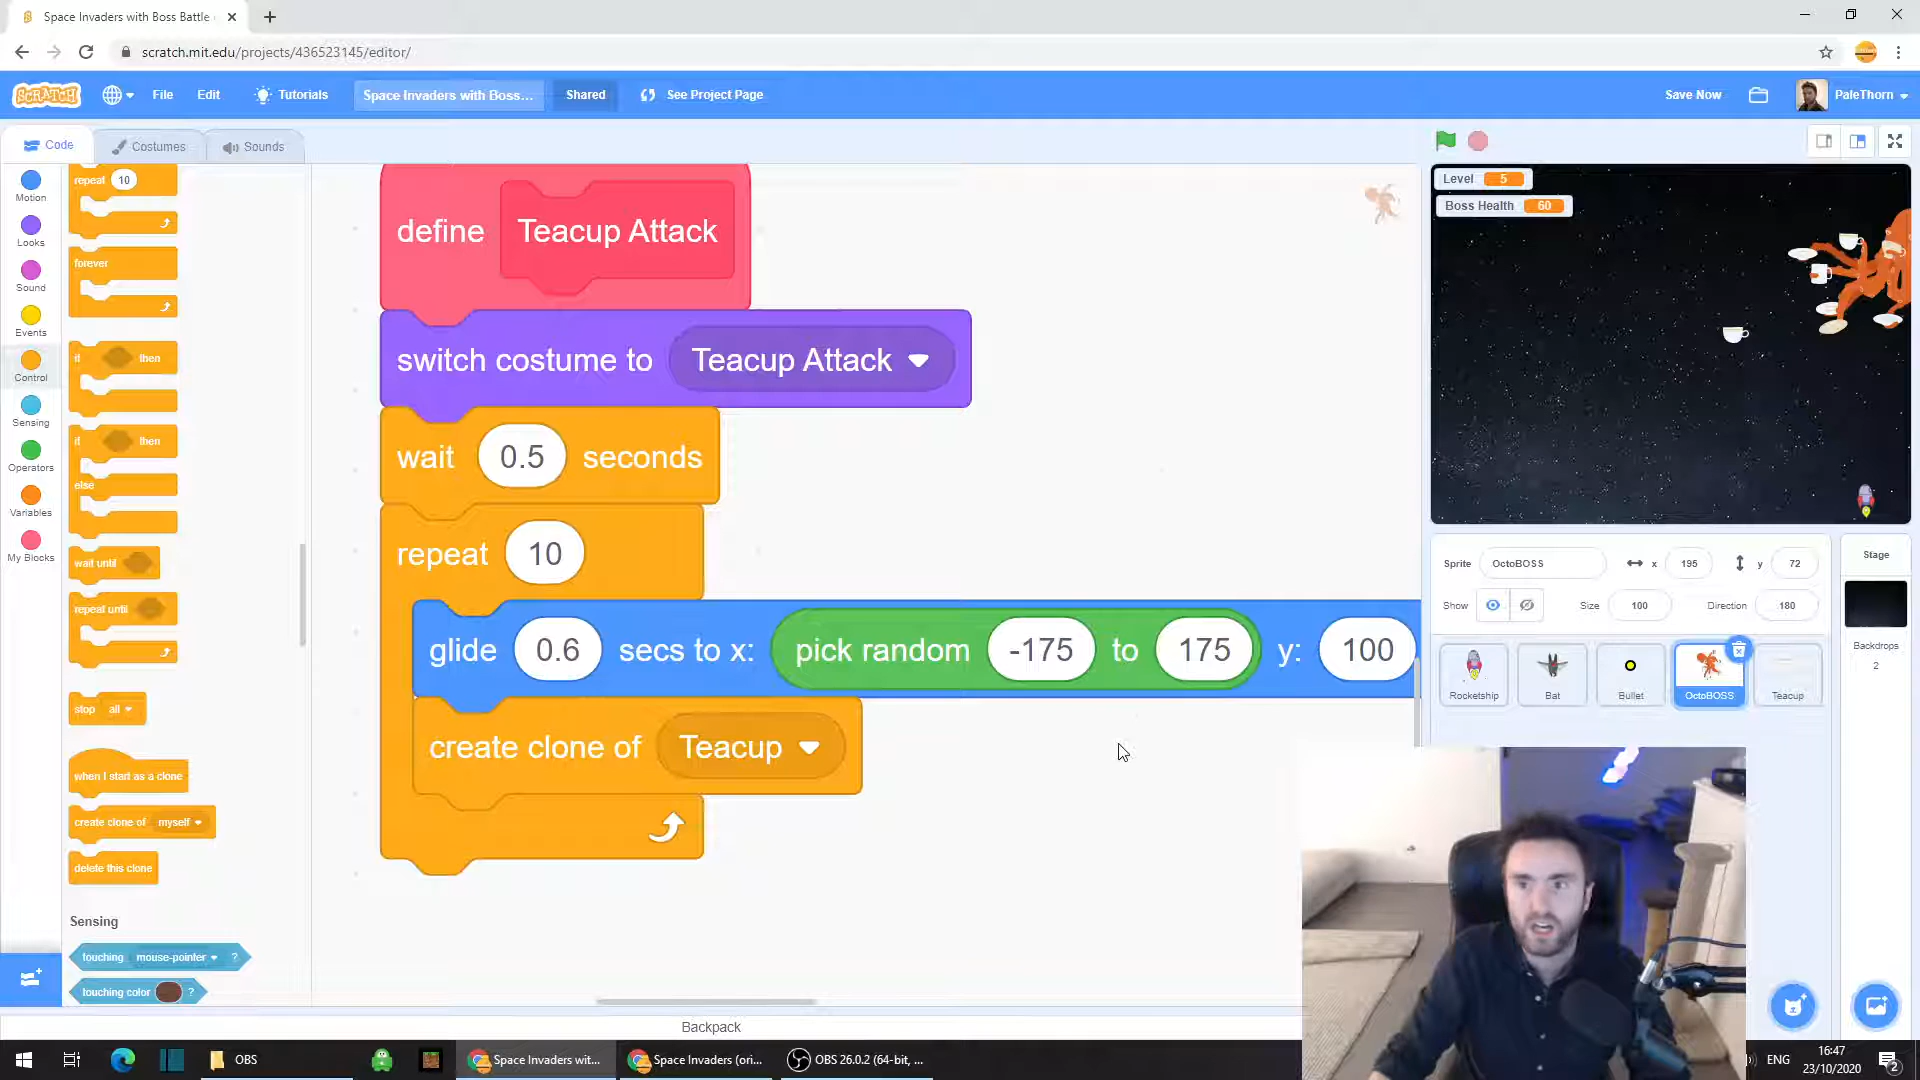 Space Invaders with Boss Battle
scratch.mit.edu/projects/436523145/editor/
SCRATCH
File
Edit
Tutorials
Space Invaders with Boss...
Shared
See Project Page
Save Now
PaleThorn
Code
Costumes
Sounds
Motion
Looks
Sound
Events
Control
Sensing
Operators
Variables
My Blocks
repeat 10
forever
if then
if then
else
wait until
repeat until
stop all
when I start as a clone
create clone of myself
delete this clone
Sensing
touching mouse-pointer ?
touching color ?
define Teacup Attack
switch costume to Teacup Attack
wait 0.5 seconds
repeat 10
glide 0.6 secs to x: pick random -175 to 175 y: 100
create clone of Teacup
Backpack
Level 5
Boss Health 60
Sprite OctoBOSS x 195 y 72
Show Size 100 Direction 180
Rocketship
Bat
Bullet
OctoBOSS
Teacup
Stage
Backdrops
2
OBS
Space Invaders wit...
Space Invaders (ori...
OBS 26.0.2 (64-bit, ...
ENG
16:47
23/10/2020
2